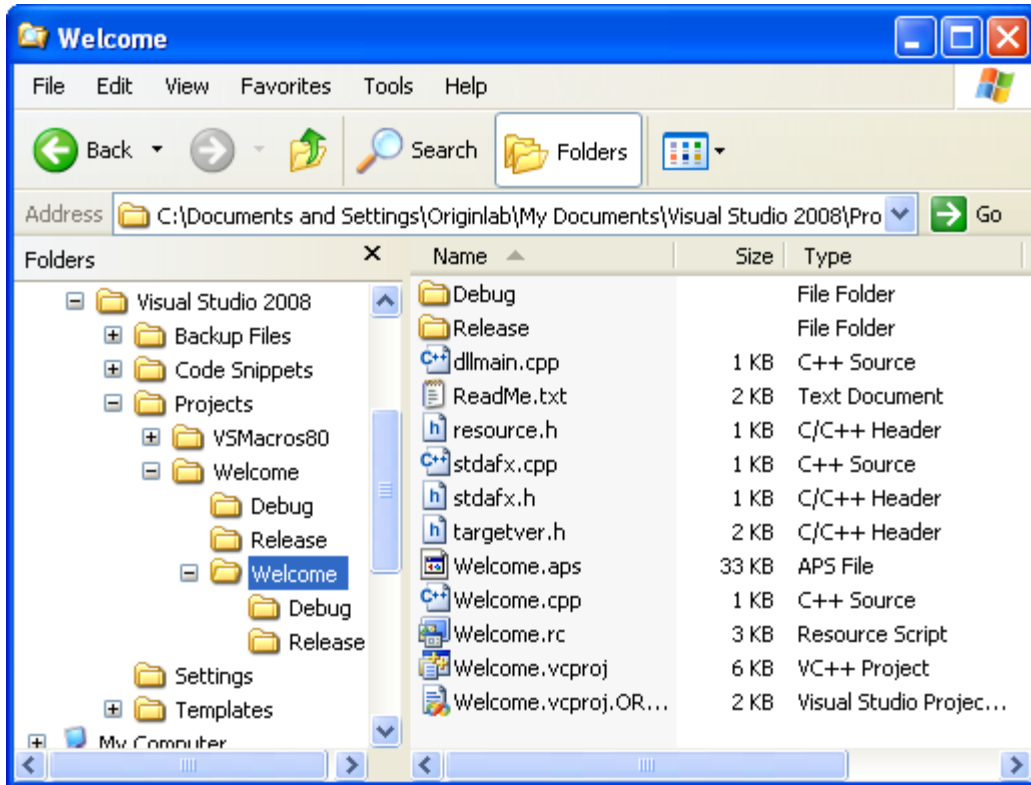 Welcome
File Edit View Favorites Tools Help
Back Search Folders
Address C:\Documents and Settings\Originlab\My Documents\Visual Studio 2008\Pro Go
Folders
Visual Studio 2008
Backup Files
Code Snippets
Projects
VSMacros80
Welcome
Debug
Release
Welcome
Debug
Release
Settings
Templates
My Computer
Name Size Type
Debug File Folder
Release File Folder
dllmain.cpp 1 KB C++ Source
ReadMe.txt 2 KB Text Document
resource.h 1 KB C/C++ Header
stdafx.cpp 1 KB C++ Source
stdafx.h 1 KB C/C++ Header
targetver.h 2 KB C/C++ Header
Welcome.aps 33 KB APS File
Welcome.cpp 1 KB C++ Source
Welcome.rc 3 KB Resource Script
Welcome.vcproj 6 KB VC++ Project
Welcome.vcproj.OR... 2 KB Visual Studio Projec...